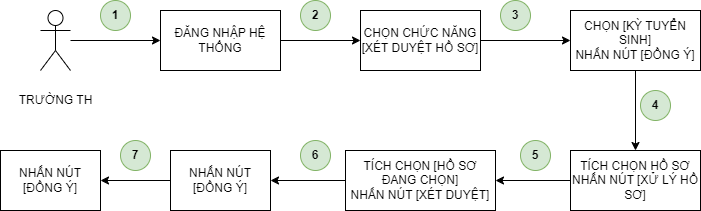 1
ĐĂNG NHẬP HỆ
THỐNG
2
CHỌN CHỨC NĂNG
[XÉT DUYỆT HỒ SƠ]
3
CHỌN [KỲ TUYỂN
SINH]
NHẤN NÚT [ĐỒNG Ý]
TRƯỜNG TH
4
TÍCH CHỌN HỒ SƠ
NHẤN NÚT [XỬ LÝ HỒ
SƠ]
5
TÍCH CHỌN [HỒ SƠ
ĐANG CHỌN]
NHẤN NÚT [XÉT DUYỆT]
6
NHẤN NÚT
[ĐỒNG Ý]
7
NHẤN NÚT
[ĐỒNG Ý]